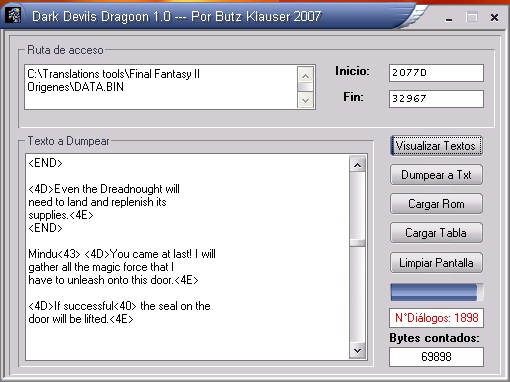 Dark Devils Dragoon 1.0 --- Por Butz Klauser 2007
Ruta de acceso
C:\Translations tools\Final Fantasy II
Origenes\DATA.BIN
Inicio: 2077D
Fin: 32967
Texto a Dumpear
<END>
<4D>Even the Dreadnought will
need to land and replenish its
supplies.<4E>
<END>
Mindu<43> <4D>You came at last! I will
gather all the magic force that I
have to unleash onto this door.<4E>
<4D>If successful<40> the seal on the
door will be lifted.<4E>
Visualizar Textos
Dumpear a Txt
Cargar Rom
Cargar Tabla
Limpiar Pantalla
N°Diálogos: 1898
Bytes contados:
69898